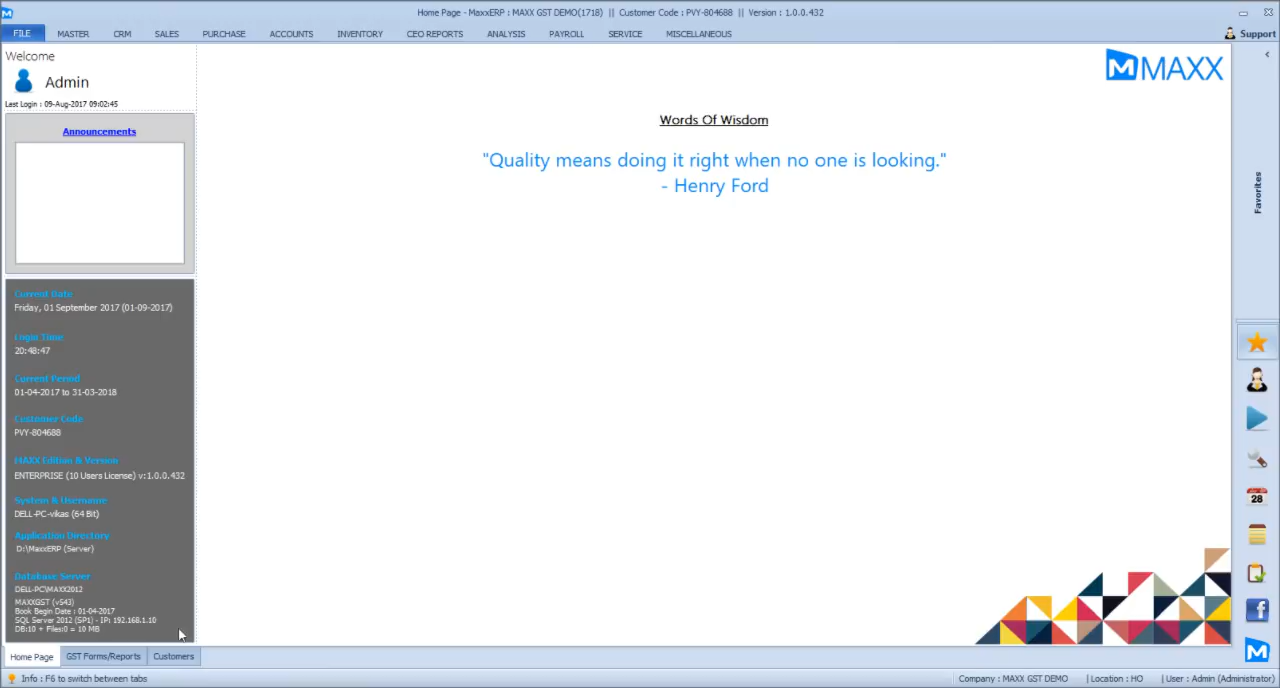 Home Page - MaxxERP : MAXX GST DEMO(1718) || Customer Code : PVY-804688 || Version : 1.0.0.432
FILE MASTER CRM SALES PURCHASE ACCOUNTS INVENTORY CEO REPORTS ANALYSIS PAYROLL SERVICE MISCELLANEOUS Support
Welcome
Admin
Last Login : 09-Aug-2017 09:02:45
Announcements
MAXX
Words Of Wisdom
"Quality means doing it right when no one is looking."
- Henry Ford
Favorites
28
Current Date
Friday, 01 September 2017 (01-09-2017)
Login Time
20:48:47
Current Period
01-04-2017 to 31-03-2018
Customer Code
PVY-804688
MAXX Edition & Version
ENTERPRISE (10 Users License) v:1.0.0.432
System & Username
DELL-PC-vikas (64 Bit)
Application Directory
D:\MaxxERP (Server)
Database Server
DELL-PC\MAXX2012
MAXXGST (v543)
Book Begin Date : 01-04-2017
SQL Server 2012 (SP1) - IP: 192.168.1.10
DB:10 + Files:0 = 10 MB
Home Page GST Forms/Reports Customers
Info : F6 to switch between tabs
Company : MAXX GST DEMO | Location : HO | User : Admin (Administrator)